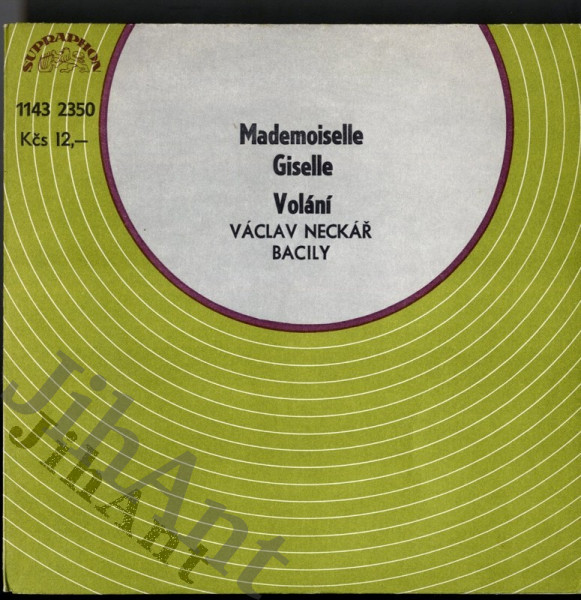 SUPRAPHON
1143 2350
Kčs 12,—
Mademoiselle
Giselle
Volání
VÁCLAV NECKÁŘ
BACILY
JihAnt
JihAnt